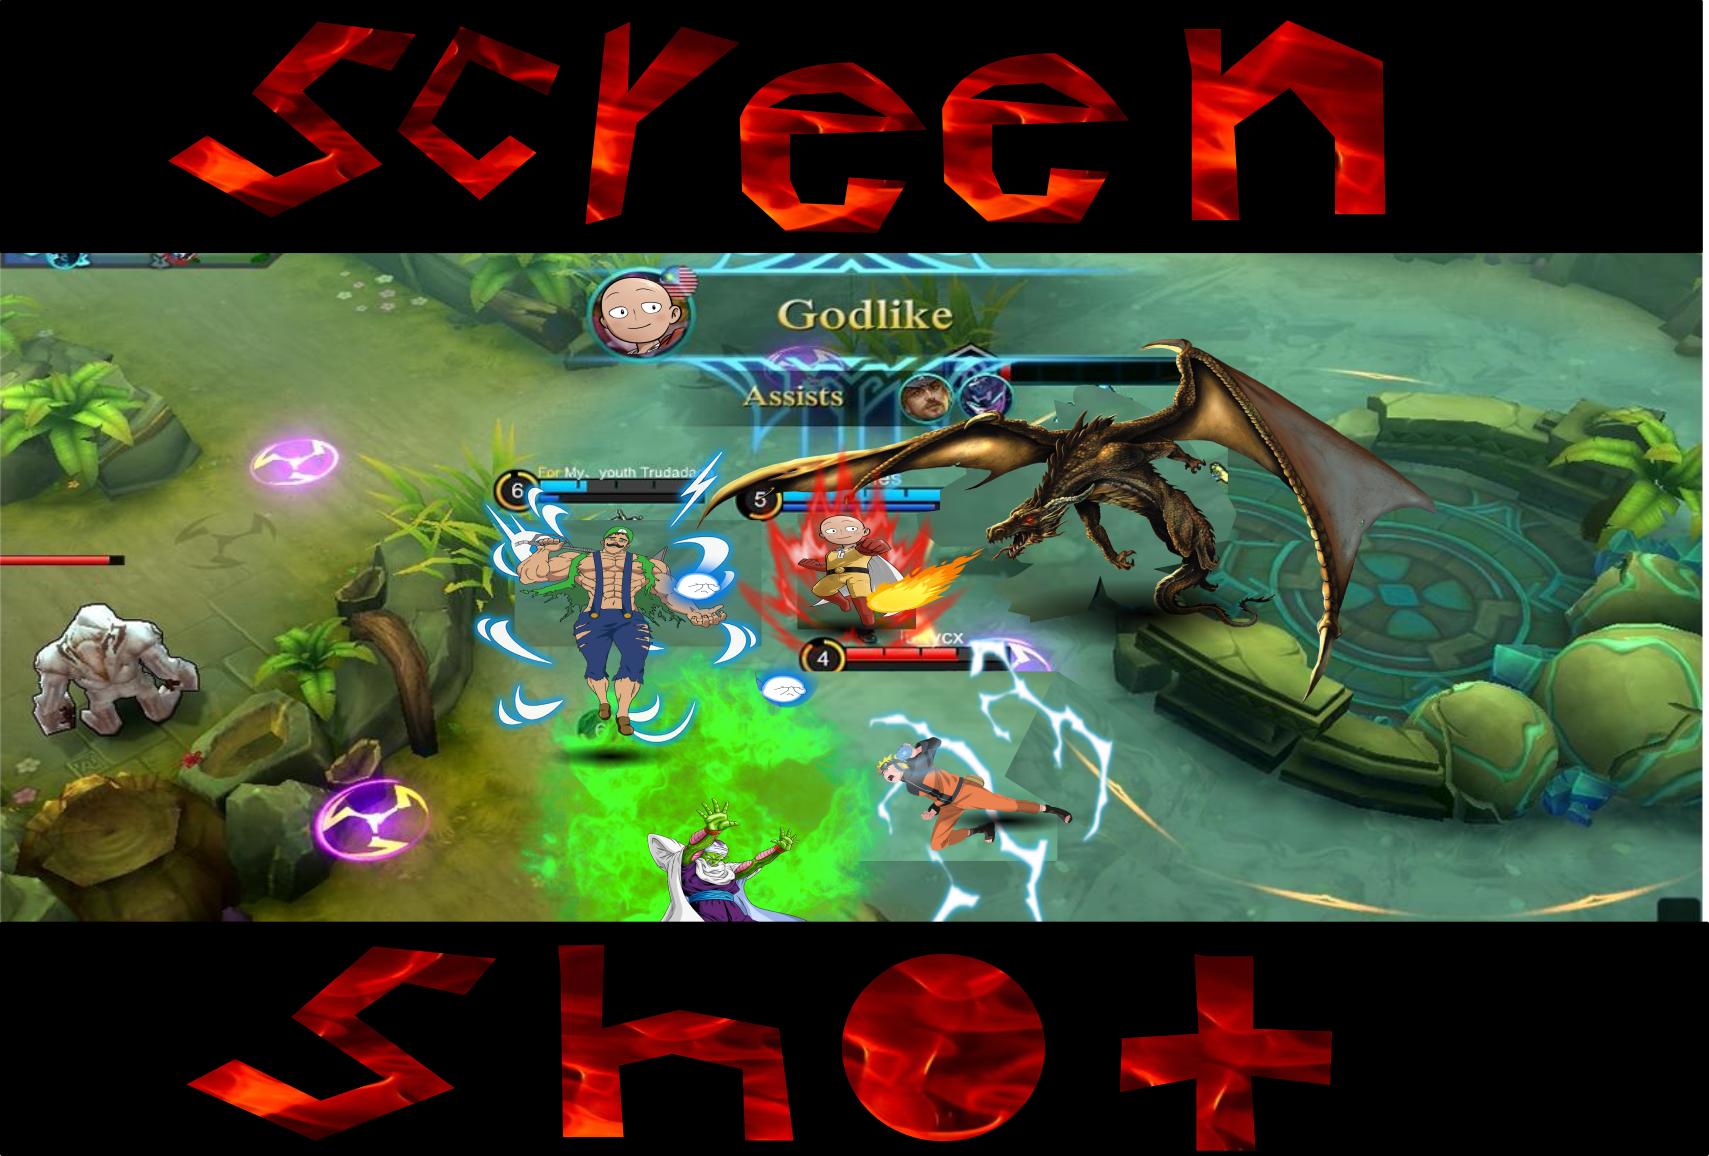 screen
Godlike
Assists
6
For My. youth Trudada
5
4
shot